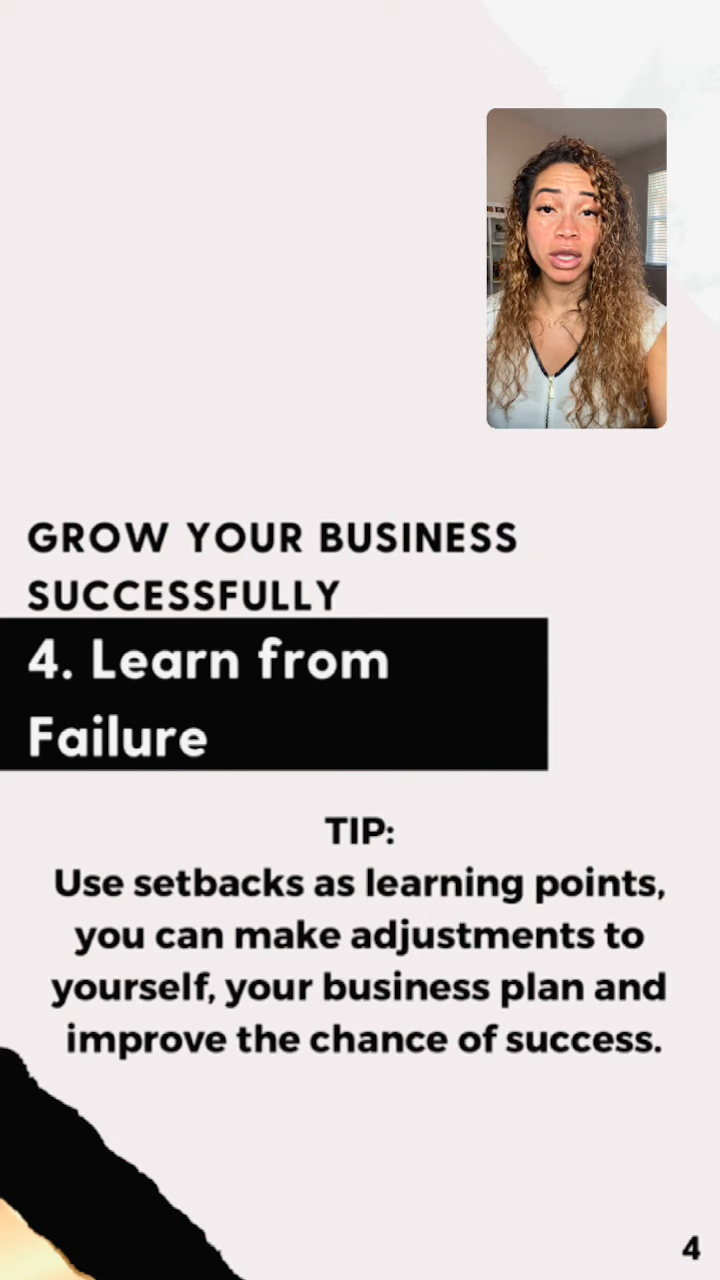 GROW YOUR BUSINESS
SUCCESSFULLY
4. Learn from
Failure
TIP:
Use setbacks as learning points,
you can make adjustments to
yourself, your business plan and
improve the chance of success.
4